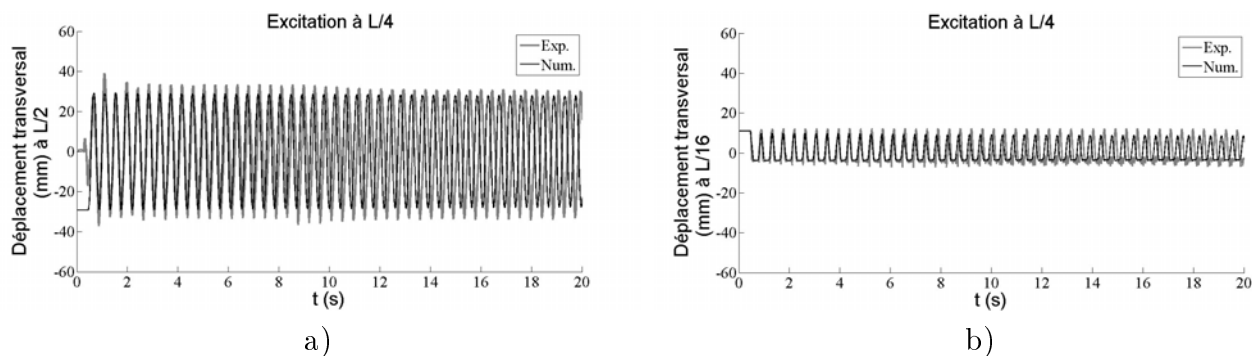 Excitation à L/4
Déplacement transversal
(mm) à L/2
60
40
20
0
-20
-40
-60
Exp.
Num.
0 2 4 6 8 10 12 14 16 18 20
t (s)
a)
Excitation à L/4
Déplacement transversal
(mm) à L/16
60
40
20
0
-20
-40
-60
Exp.
Num.
0 2 4 6 8 10 12 14 16 18 20
t (s)
b)